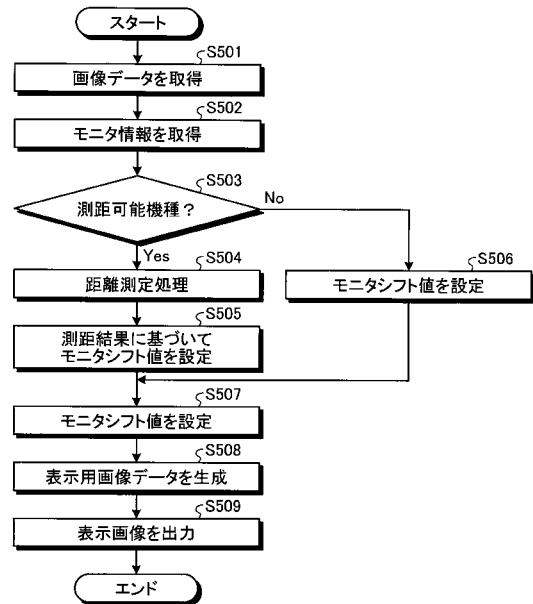 スタート
S501
画像データを取得
S502
モニタ情報を取得
S503
測距可能機種?
No
Yes
S504
距離測定処理
S506
モニタシフト値を設定
S505
測距結果に基づいて
モニタシフト値を設定
S507
モニタシフト値を設定
S508
表示用画像データを生成
S509
表示画像を出力
エンド